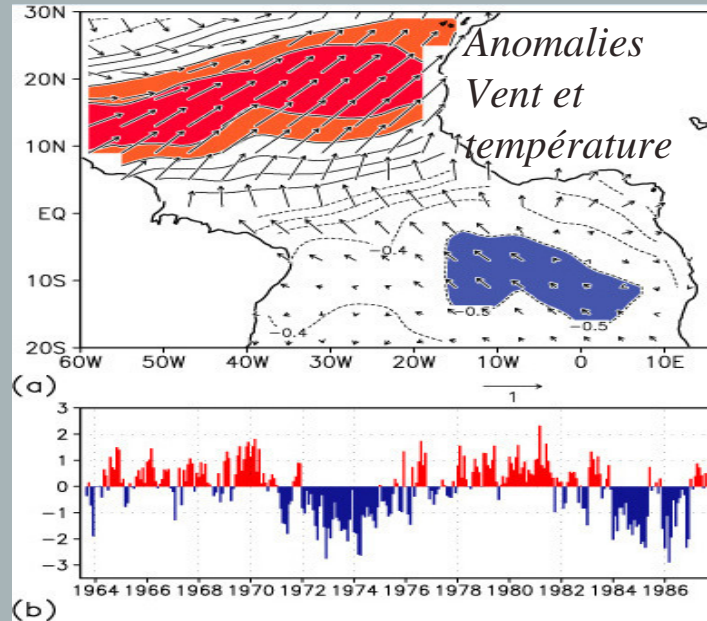 30N
20N
10N
EQ
10S
20S
Anomalies
Vent et
température
-0.4
-0.4
-0.5
-0.5
60W 50W 40W 30W 20W 10W 0 10E
(a)
1
3
2
1
0
-1
-2
-3
1964 1966 1968 1970 1972 1974 1976 1978 1980 1982 1984 1986
(b)